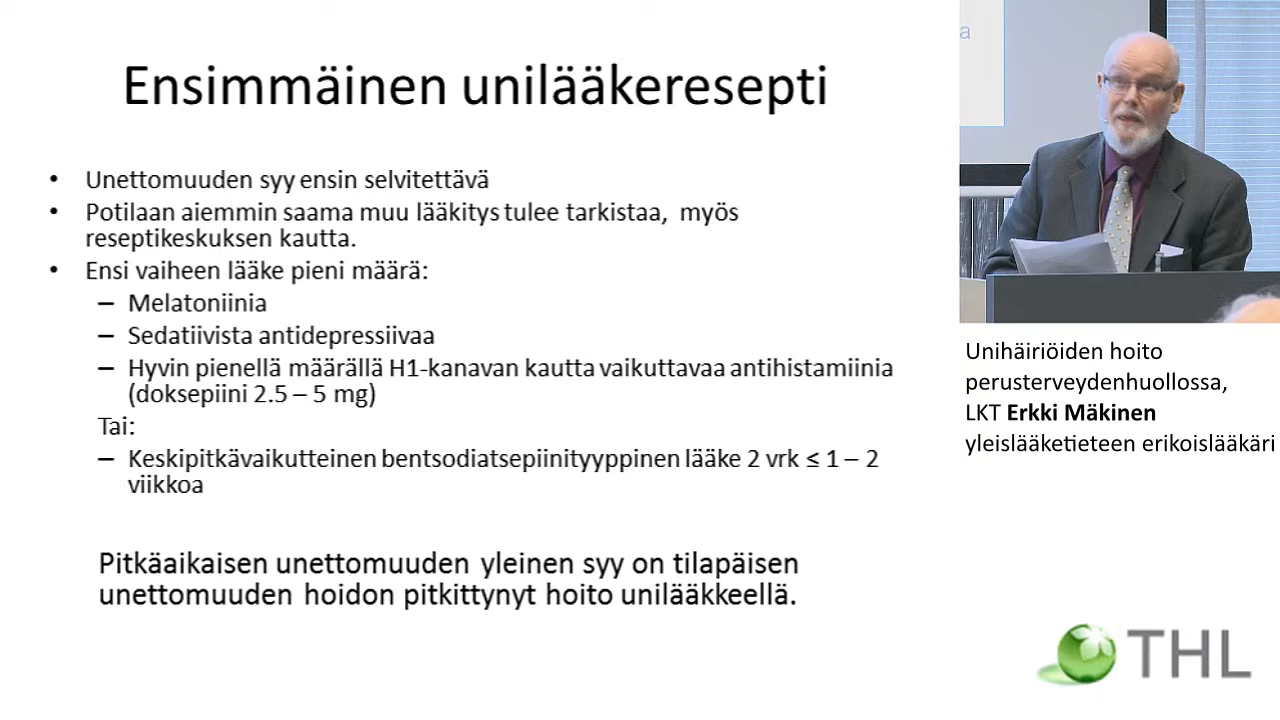 Ensimmäinen unilääkeresepti
• Unettomuuden syy ensin selvitettävä
• Potilaan aiemmin saama muu lääkitys tulee tarkistaa, myös
reseptikeskuksen kautta.
• Ensi vaiheen lääke pieni määrä:
– Melatoniinia
– Sedatiivista antidepressiivaa
– Hyvin pienellä määrällä H1-kanavan kautta vaikuttavaa antihistamiinia
(doksepiini 2.5 – 5 mg)
Tai:
– Keskipitkävaikutteinen bentsodiatsepiinityyppinen lääke 2 vrk ≤ 1 – 2
viikkoa
Pitkäaikaisen unettomuuden yleinen syy on tilapäisen
unettomuuden hoidon pitkittynyt hoito unilääkkeellä.
a
Unihäiriöiden hoito
perusterveydenhuollossa,
LKT Erkki Mäkinen
yleislääketieteen erikoislääkäri
THL